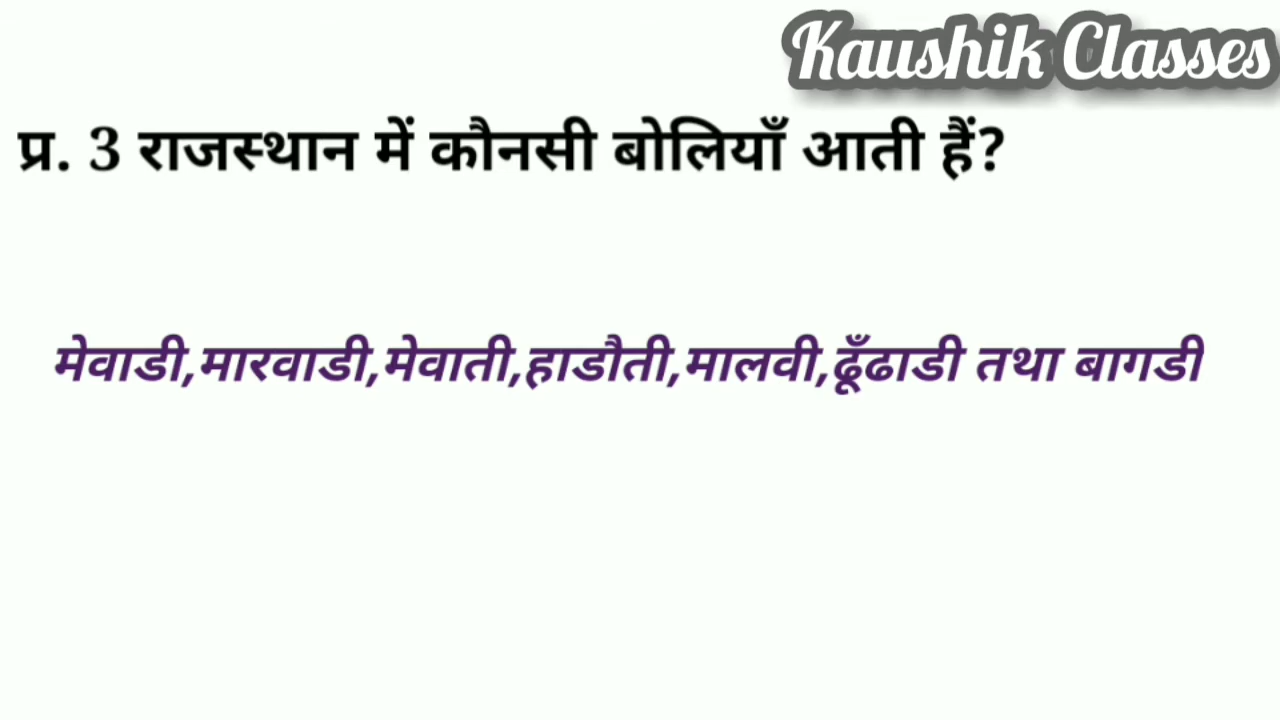 Kaushik Classes
प्र. 3 राजस्थान में कौनसी बोलियाँ आती हैं?
मेवाडी,मारवाडी,मेवाती,हाडौती,मालवी,ढूँढाडी तथा बागडी